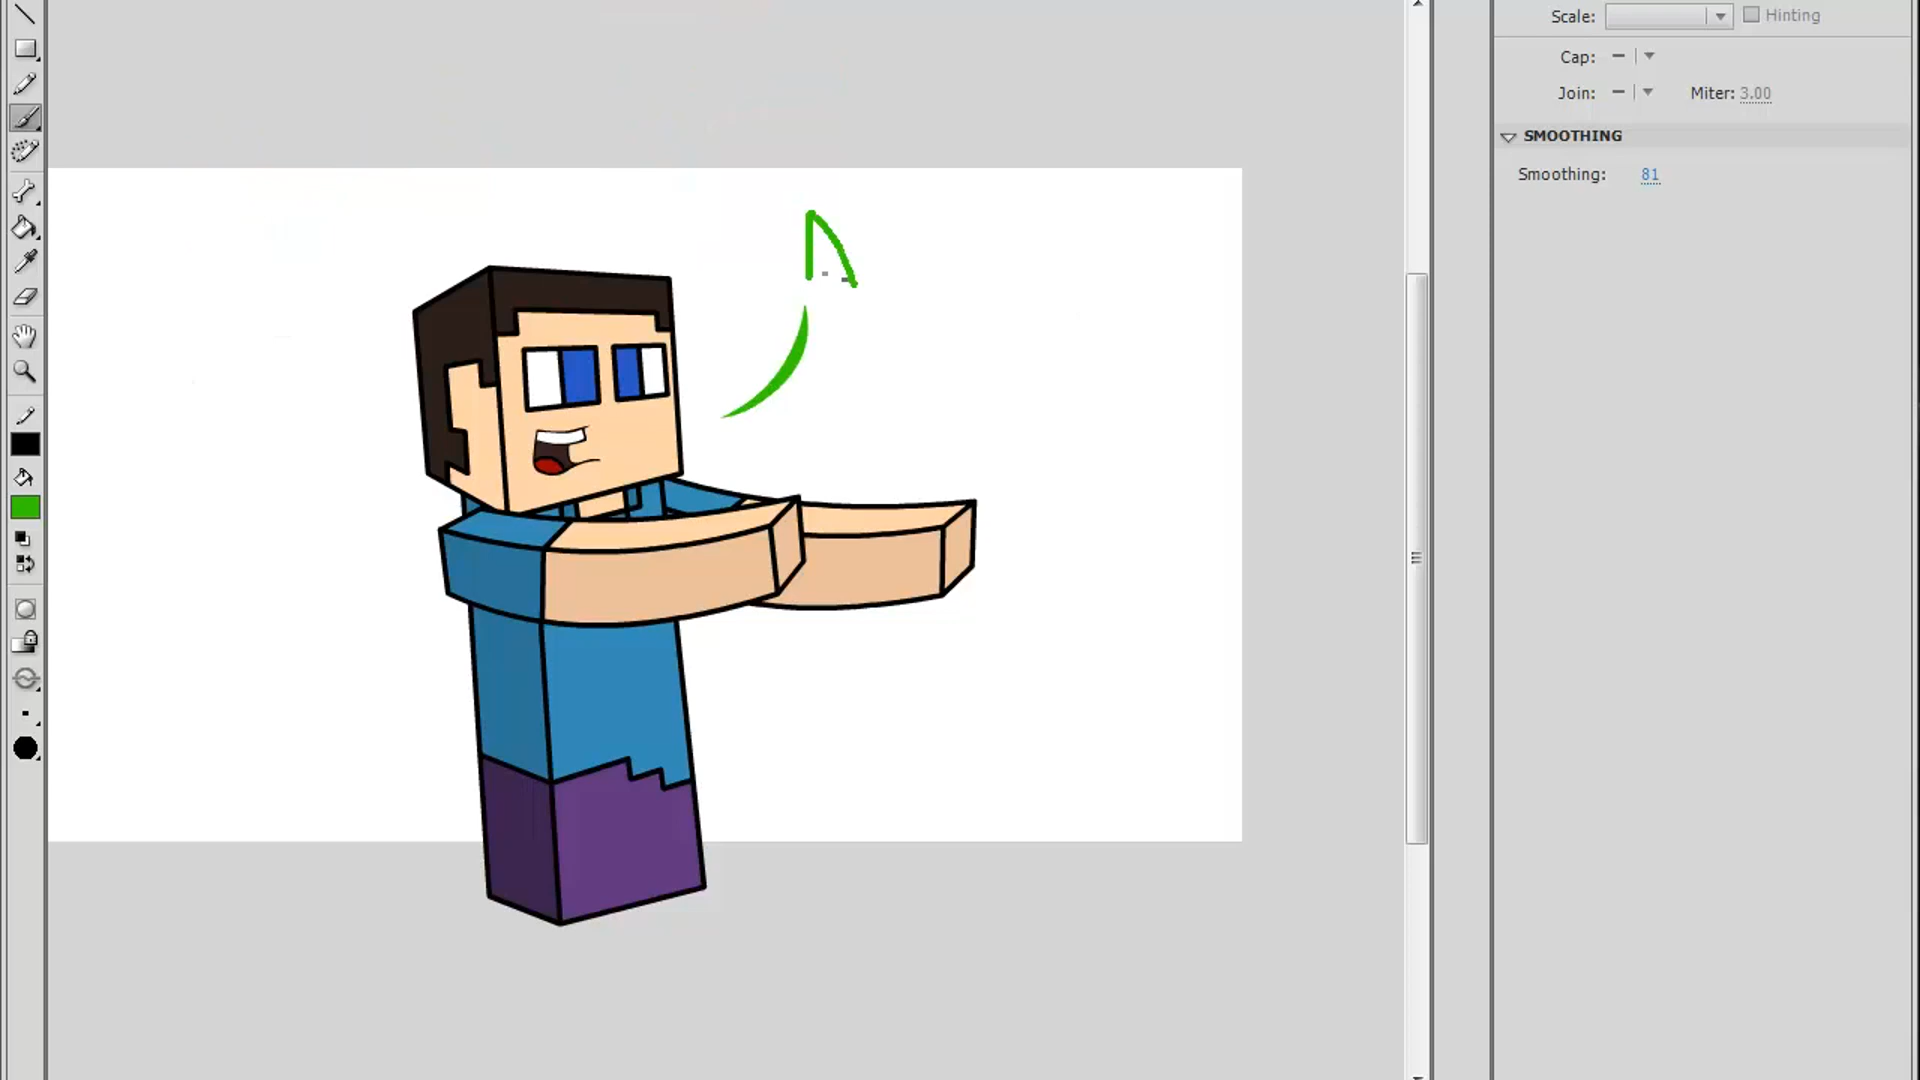 Scale:
Hinting
Cap:
Join:
Miter: 3.00
SMOOTHING
Smoothing: 81